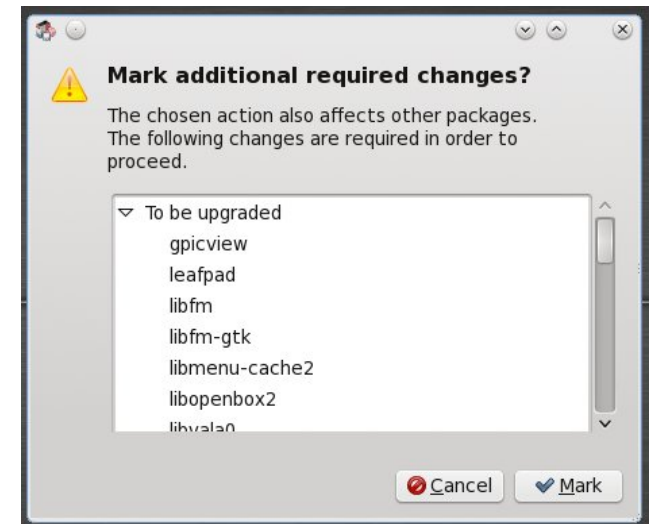 Mark additional required changes?
The chosen action also affects other packages.
The following changes are required in order to
proceed.
To be upgraded
gpicview
leafpad
libfm
libfm-gtk
libmenu-cache2
libopenbox2
libvala0
Cancel
Mark